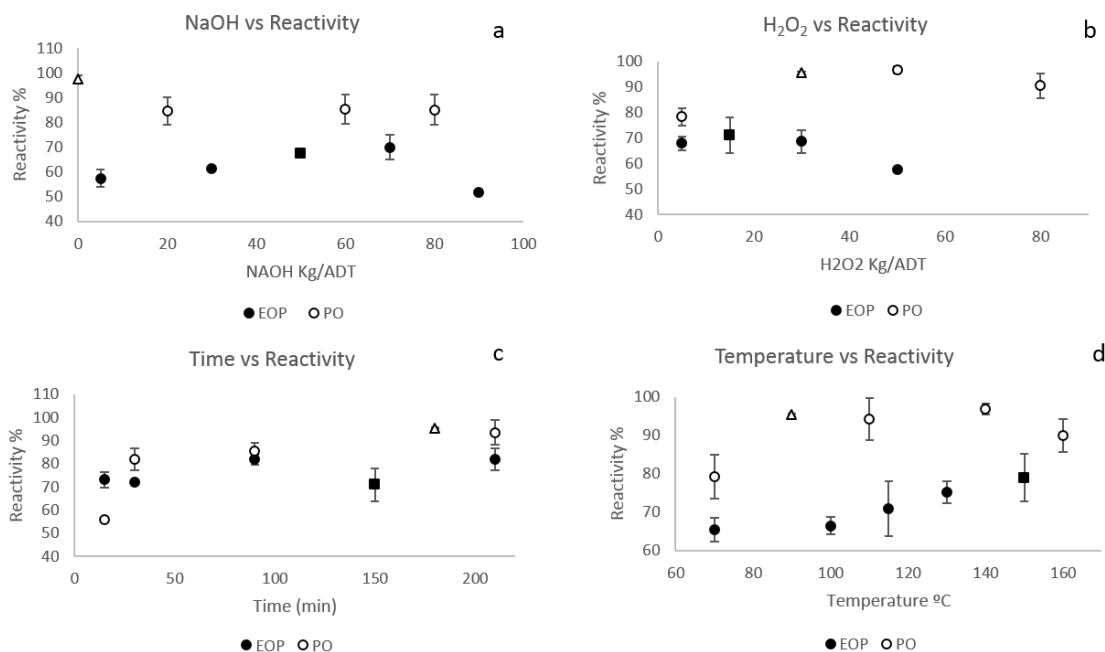 NaOH vs Reactivity
a
110
100
90
80
70
60
50
40
Reactivity %
0 20 40 60 80 100
NAOH Kg/ADT
EOP PO
H₂O₂ vs Reactivity
b
100
90
80
70
60
50
40
Reactivity %
0 20 40 60 80
H2O2 Kg/ADT
EOP PO
Time vs Reactivity
c
110
100
90
80
70
60
50
40
Reactivity %
0 50 100 150 200
Time (min)
EOP PO
Temperature vs Reactivity
d
100
90
80
70
60
Reactivity %
60 80 100 120 140 160
Temperature ºC
EOP PO